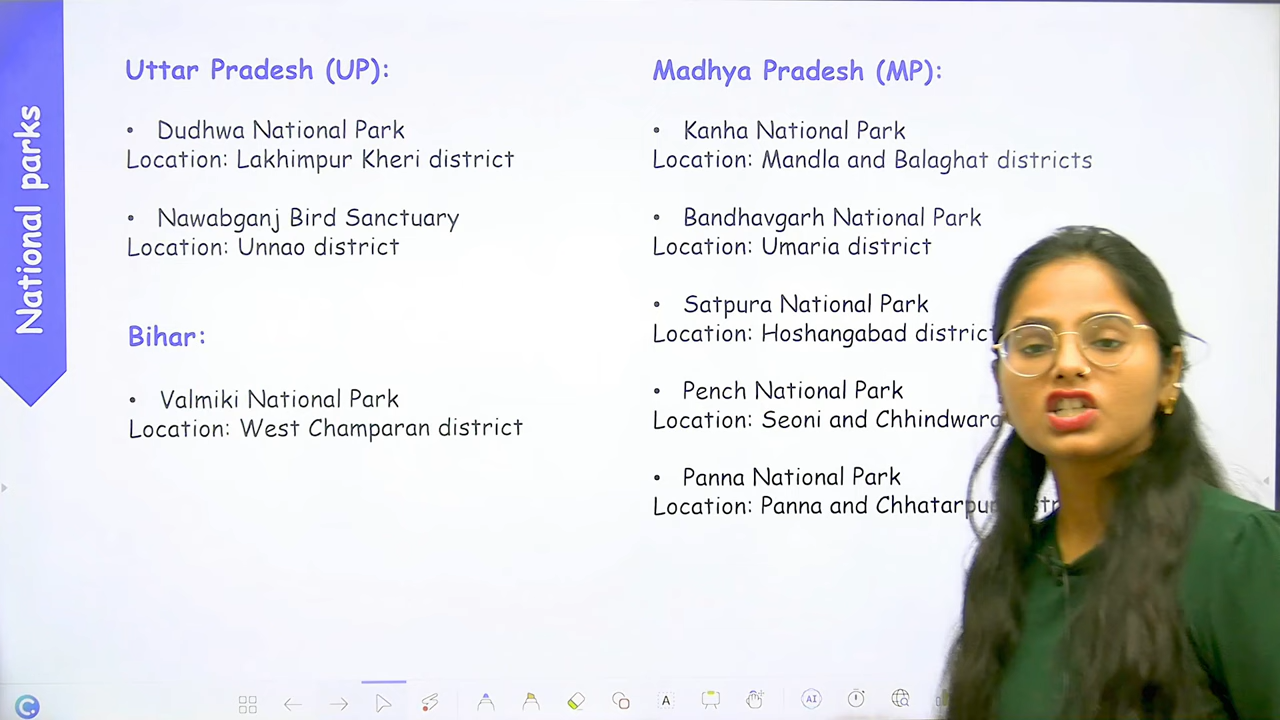 National parks
Uttar Pradesh (UP):
• Dudhwa National Park
Location: Lakhimpur Kheri district
• Nawabganj Bird Sanctuary
Location: Unnao district
Bihar:
• Valmiki National Park
Location: West Champaran district
Madhya Pradesh (MP):
• Kanha National Park
Location: Mandla and Balaghat districts
• Bandhavgarh National Park
Location: Umaria district
• Satpura National Park
Location: Hoshangabad district
• Pench National Park
Location: Seoni and Chhindwara
• Panna National Park
Location: Panna and Chhatarpur
A
AI